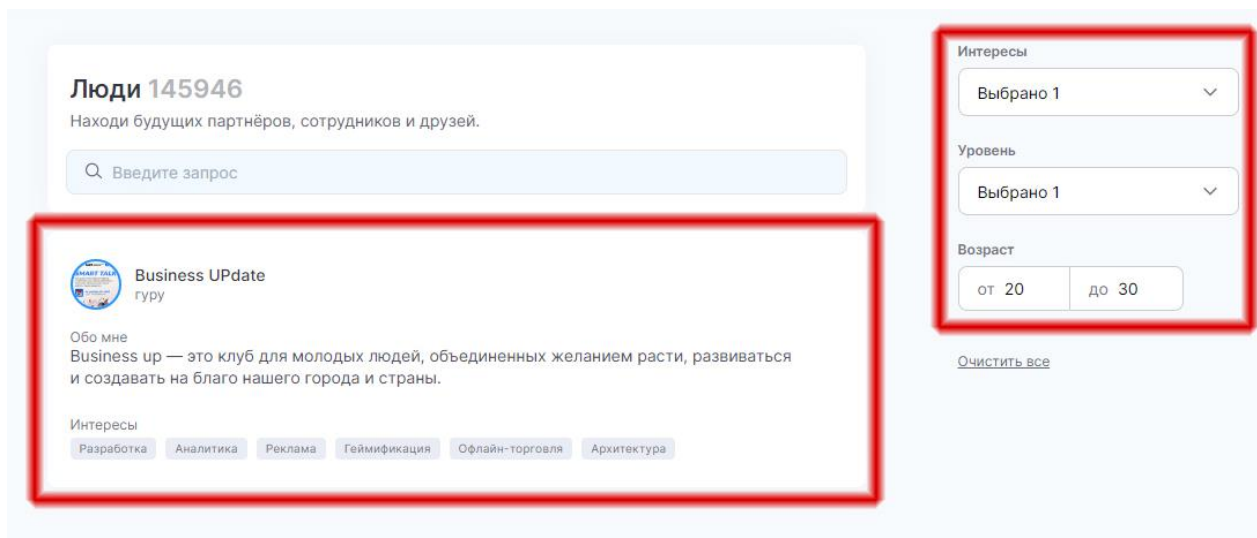 Люди 145946
Находи будущих партнёров, сотрудников и друзей.
Введите запрос
Business UPdate
гуру
Обо мне
Business up — это клуб для молодых людей, объединенных желанием расти, развиваться
и создавать на благо нашего города и страны.
Интересы
Разработка Аналитика Реклама Геймификация Офлайн-торговля Архитектура
Интересы
Выбрано 1
Уровень
Выбрано 1
Возраст
от 20 до 30
Очистить все